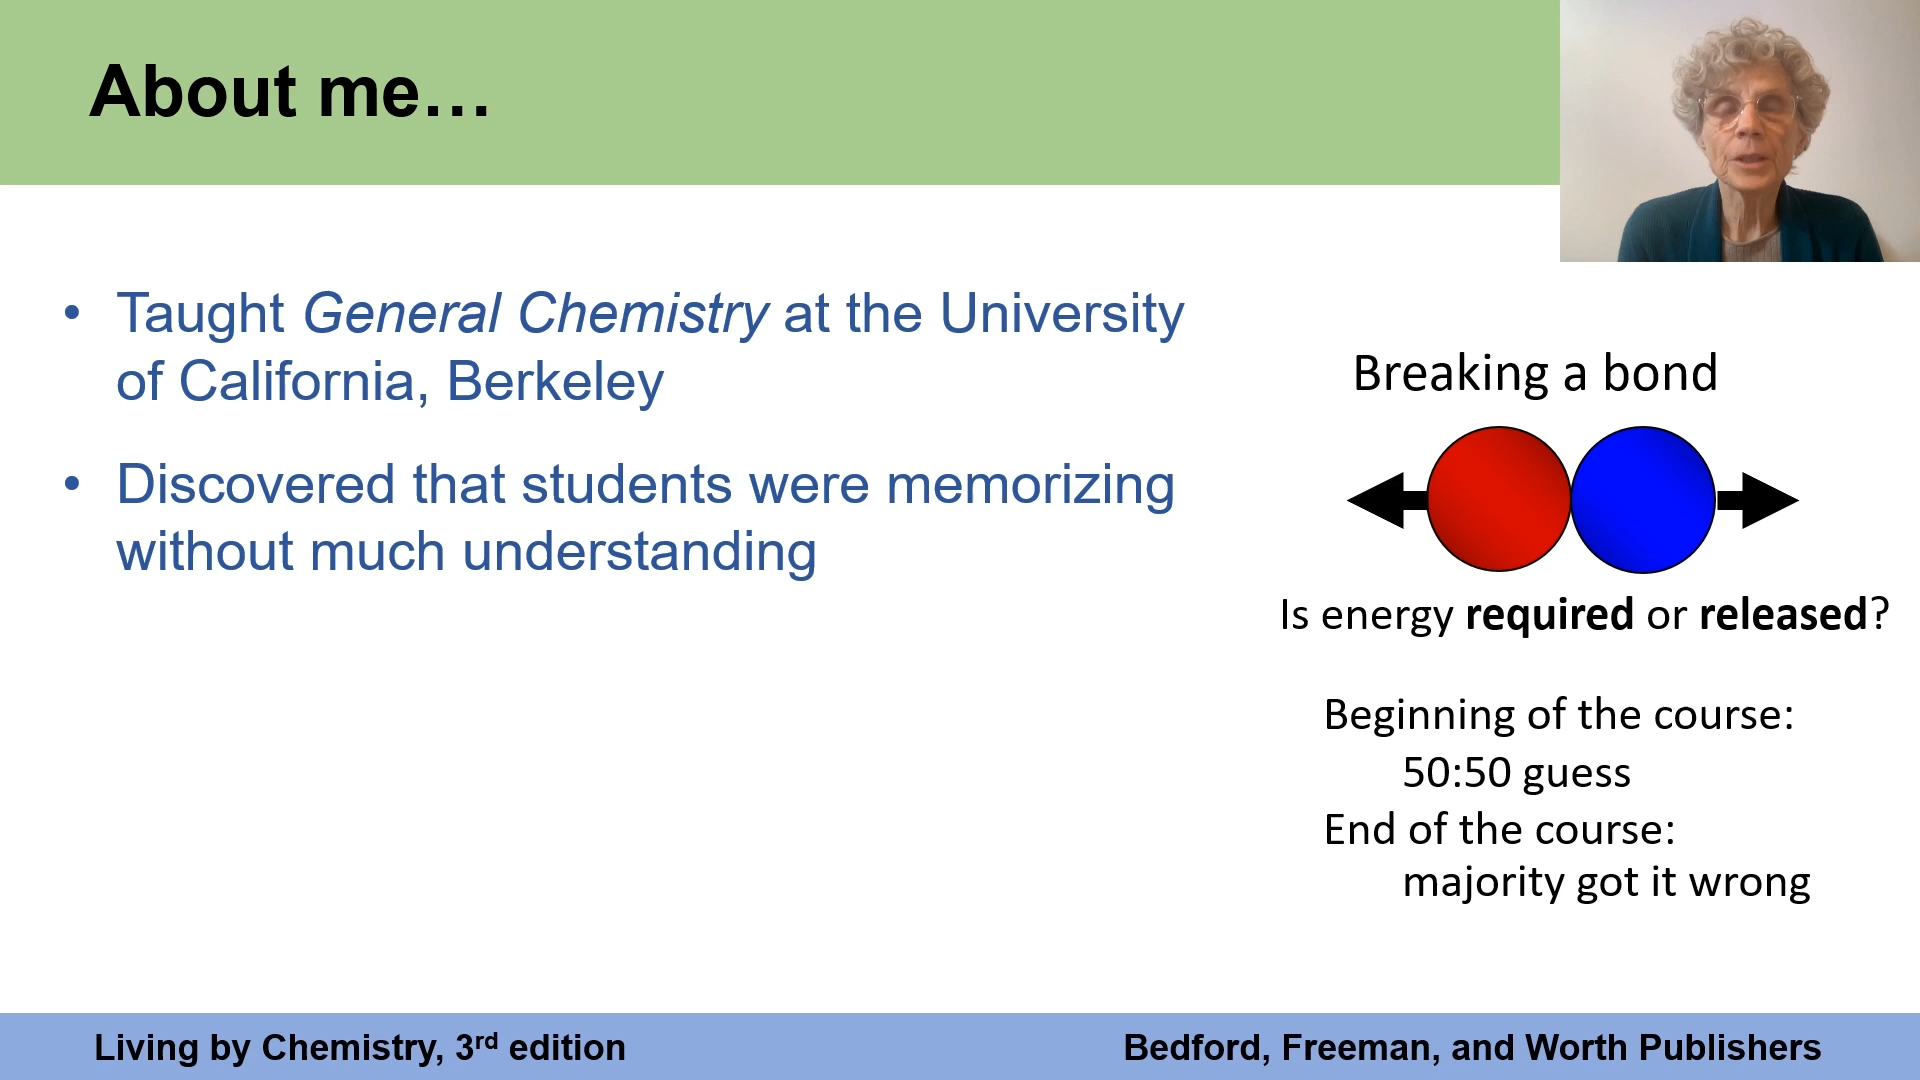 About me…
• Taught General Chemistry at the University
of California, Berkeley
• Discovered that students were memorizing
without much understanding
Breaking a bond
Is energy required or released?
Beginning of the course:
50:50 guess
End of the course:
majority got it wrong
Living by Chemistry, 3rd edition
Bedford, Freeman, and Worth Publishers